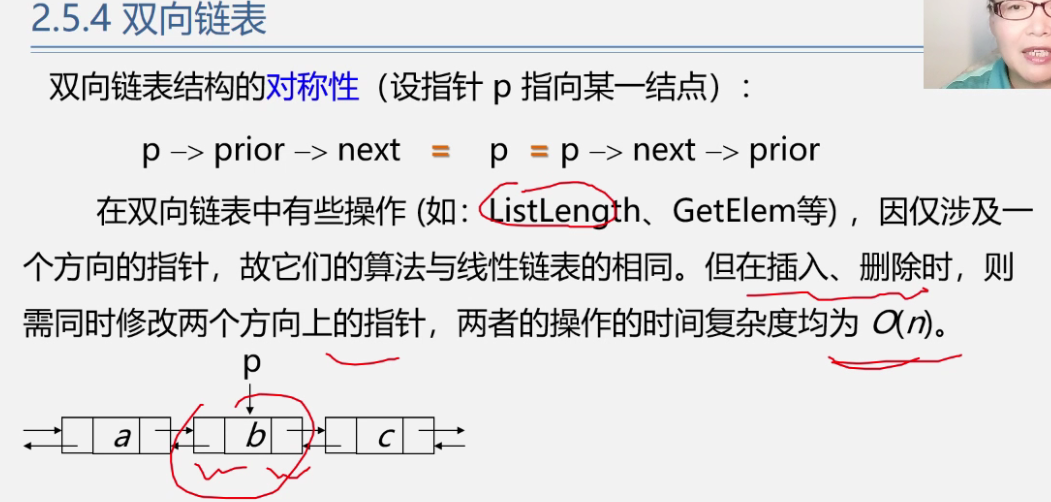 2.5.4 双向链表
双向链表结构的对称性（设指针 p 指向某一结点）：
p –> prior –> next = p = p –> next –> prior
在双向链表中有些操作 (如：ListLength、GetElem等) ，因仅涉及一
个方向的指针，故它们的算法与线性链表的相同。但在插入、删除时，则
需同时修改两个方向上的指针，两者的操作的时间复杂度均为 O(n)。
p
a b c